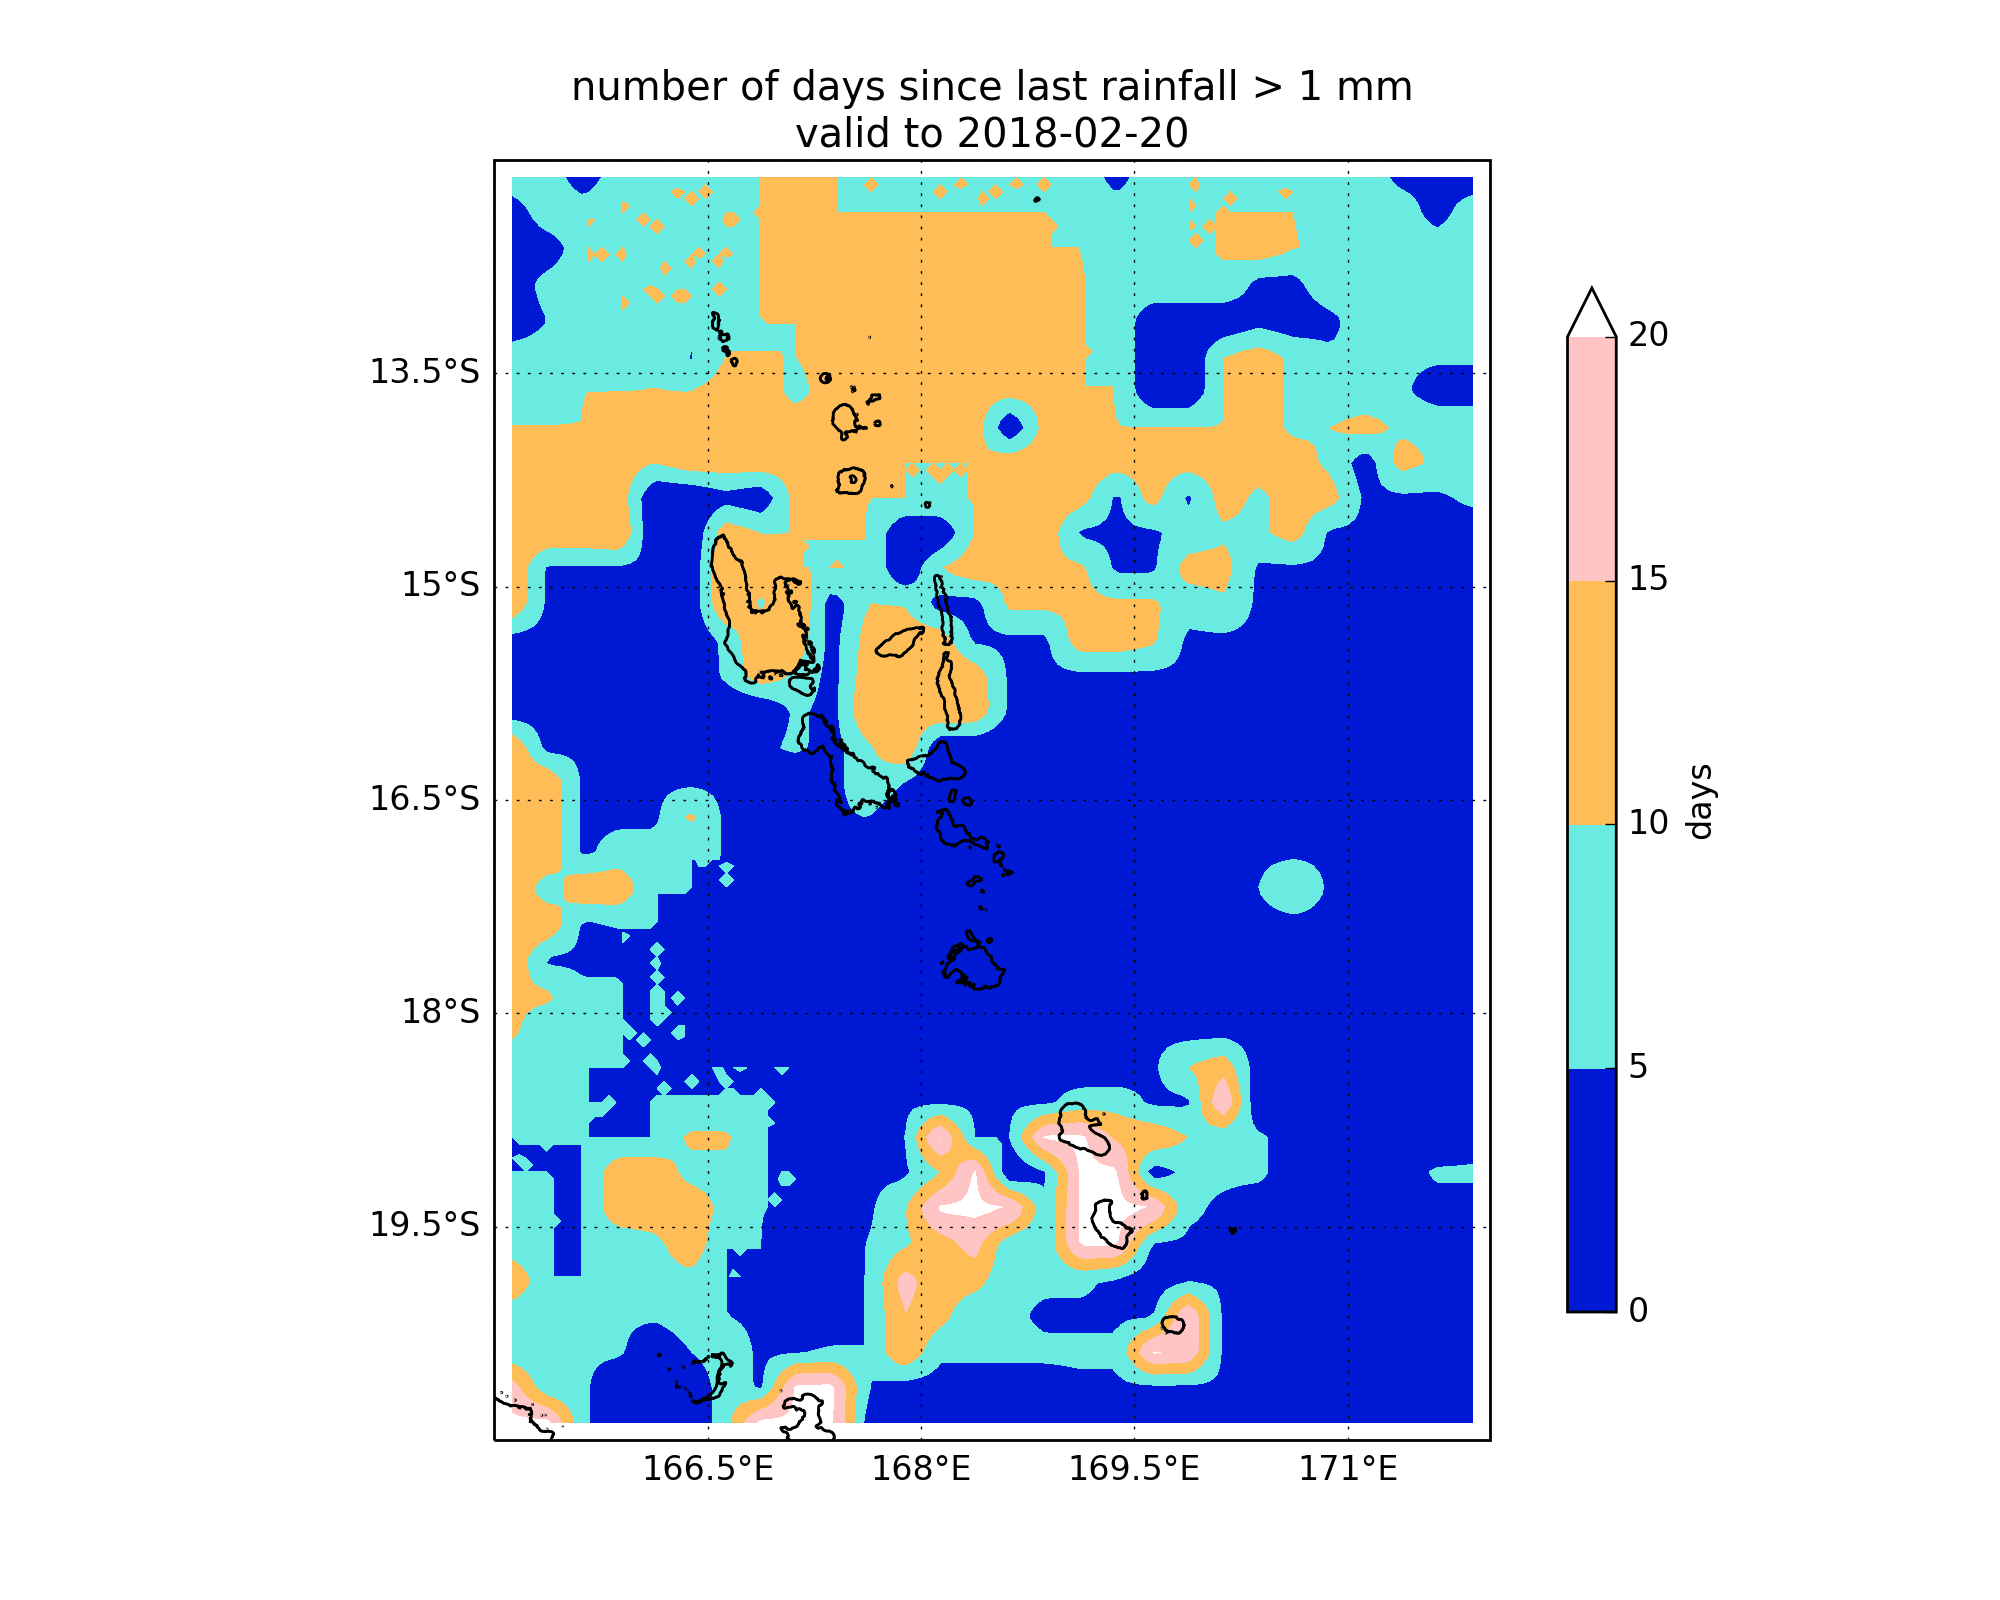 number of days since last rainfall > 1 mm
valid to 2018-02-20
13.5°S
15°S
16.5°S
18°S
19.5°S
166.5°E
168°E
169.5°E
171°E
20
15
10
5
0
days